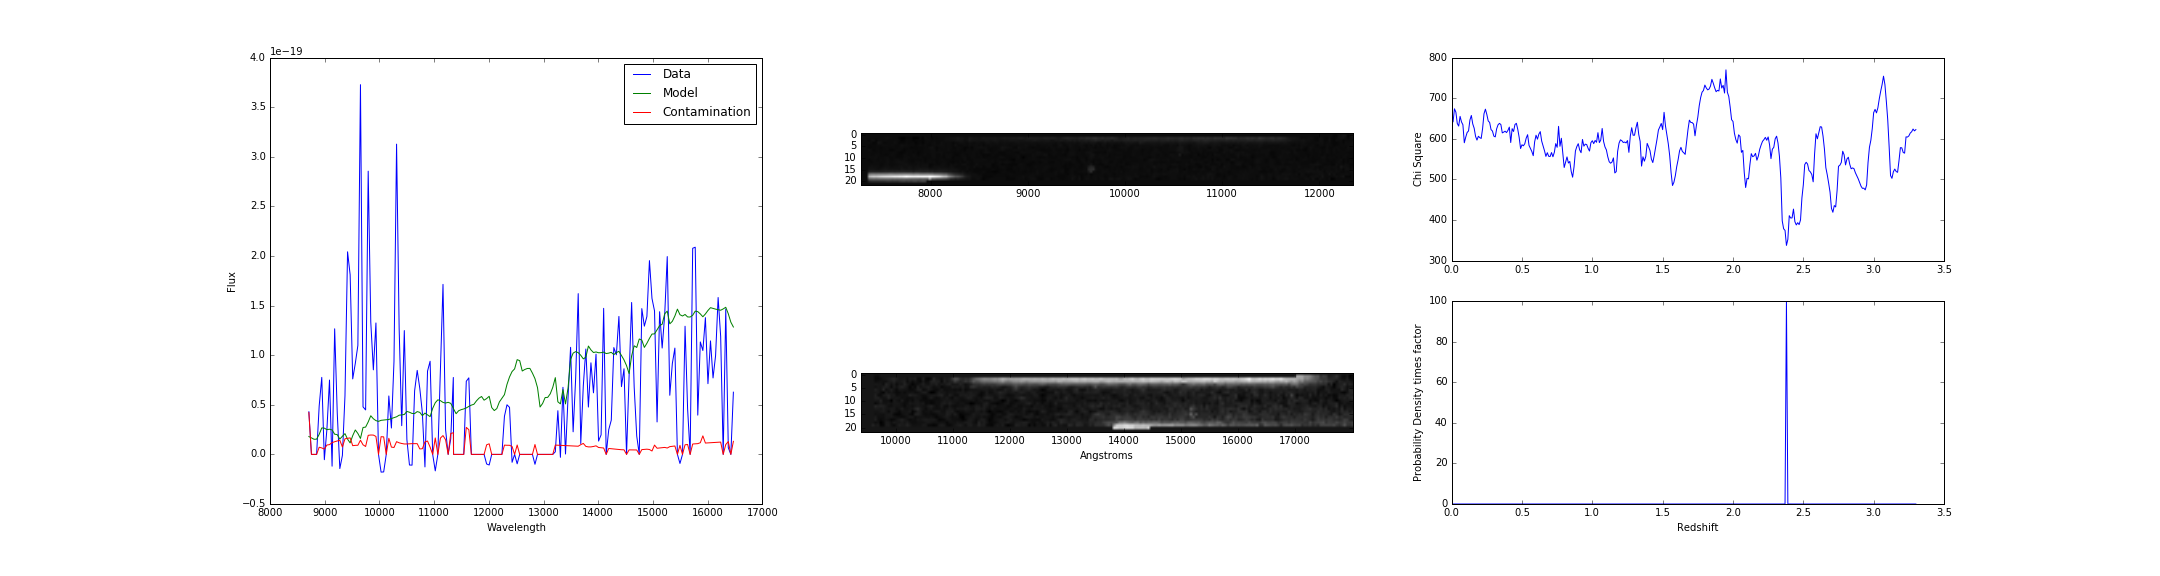 1e−19
4.0
3.5
3.0
2.5
2.0
1.5
1.0
0.5
0.0
−0.5
Flux
8000 9000 10000 11000 12000 13000 14000 15000 16000 17000
Wavelength
Data
Model
Contamination
0
5
10
15
20
8000 9000 10000 11000 12000
0
5
10
15
20
10000 11000 12000 13000 14000 15000 16000 17000
Angstroms
800
700
600
500
400
300
Chi Square
0.0 0.5 1.0 1.5 2.0 2.5 3.0 3.5
100
80
60
40
20
0
Probability Density times factor
0.0 0.5 1.0 1.5 2.0 2.5 3.0 3.5
Redshift